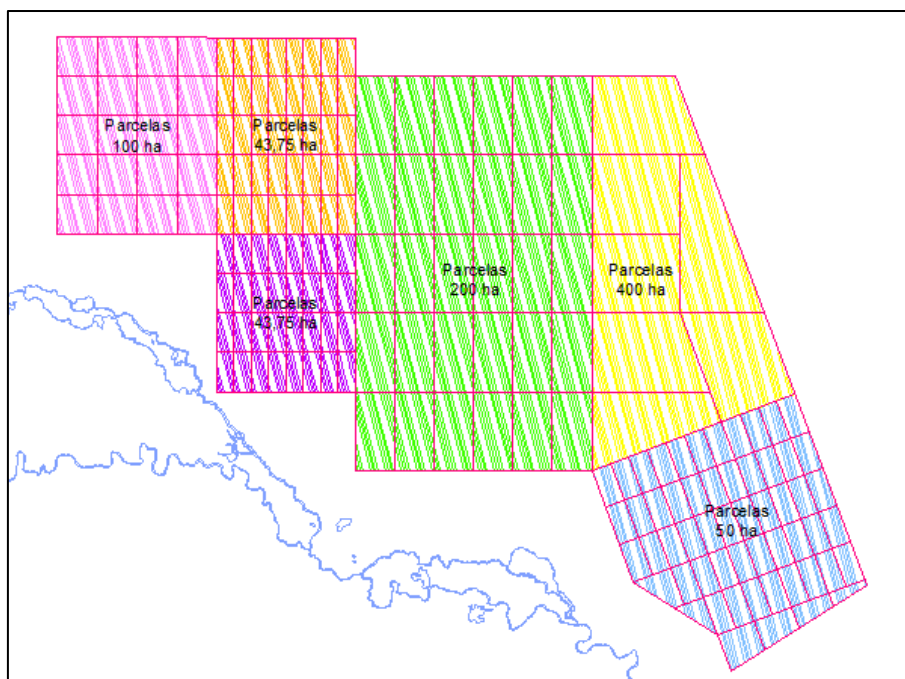 Parcelas
100 ha
Parcelas
43,75 ha
Parcelas
43,75 ha
Parcelas
200 ha
Parcelas
400 ha
Parcelas
50 ha